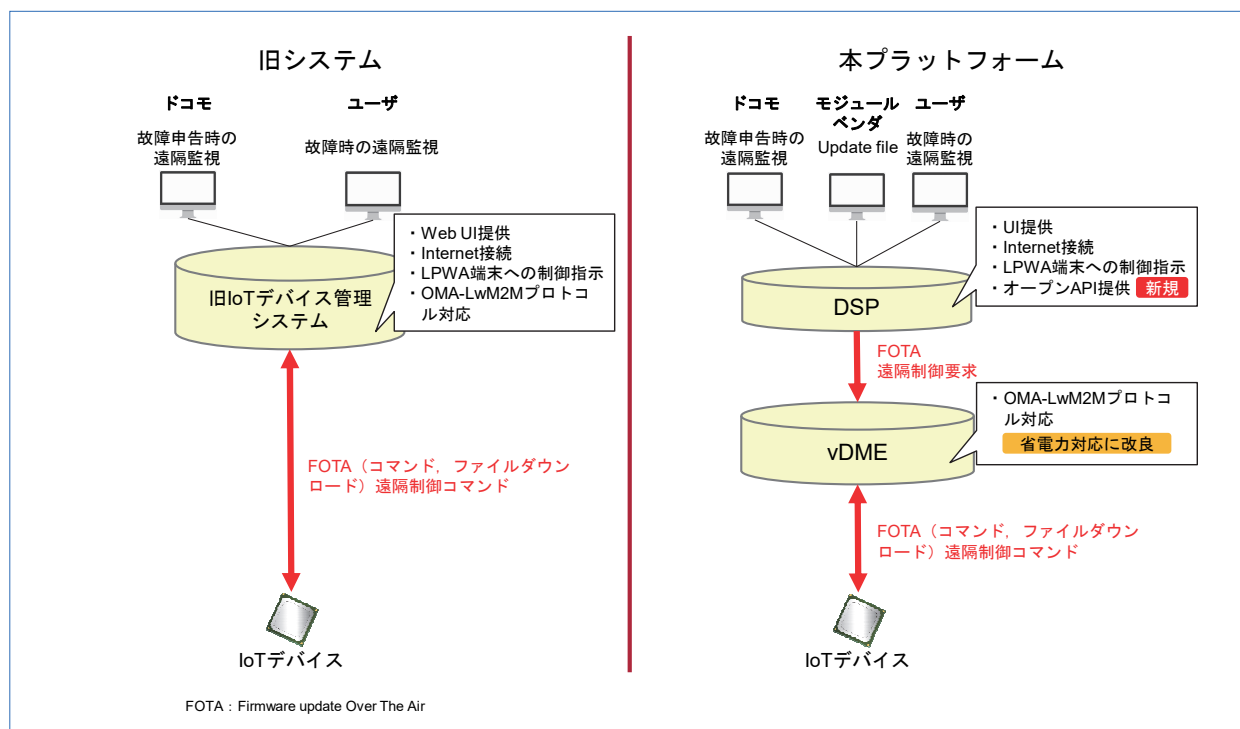 旧システム
ドコモ
ユーザ
故障申告時の
遠隔監視
故障時の遠隔監視
・Web UI提供
・Internet接続
・LPWA端末への制御指示
・OMA-LwM2Mプロトコ
ル対応
旧IoTデバイス管理
システム
FOTA（コマンド，ファイルダウン
ロード）遠隔制御コマンド
IoTデバイス
FOTA：Firmware update Over The Air
本プラットフォーム
ドコモ
モジュール
ベンダ
ユーザ
故障申告時の
遠隔監視
Update file
故障時の
遠隔監視
・UI提供
・Internet接続
・LPWA端末への制御指示
・オープンAPI提供 新規
DSP
FOTA
遠隔制御要求
・OMA-LwM2Mプロトコ
ル対応
省電力対応に改良
vDME
FOTA（コマンド，ファイルダウン
ロード）遠隔制御コマンド
IoTデバイス